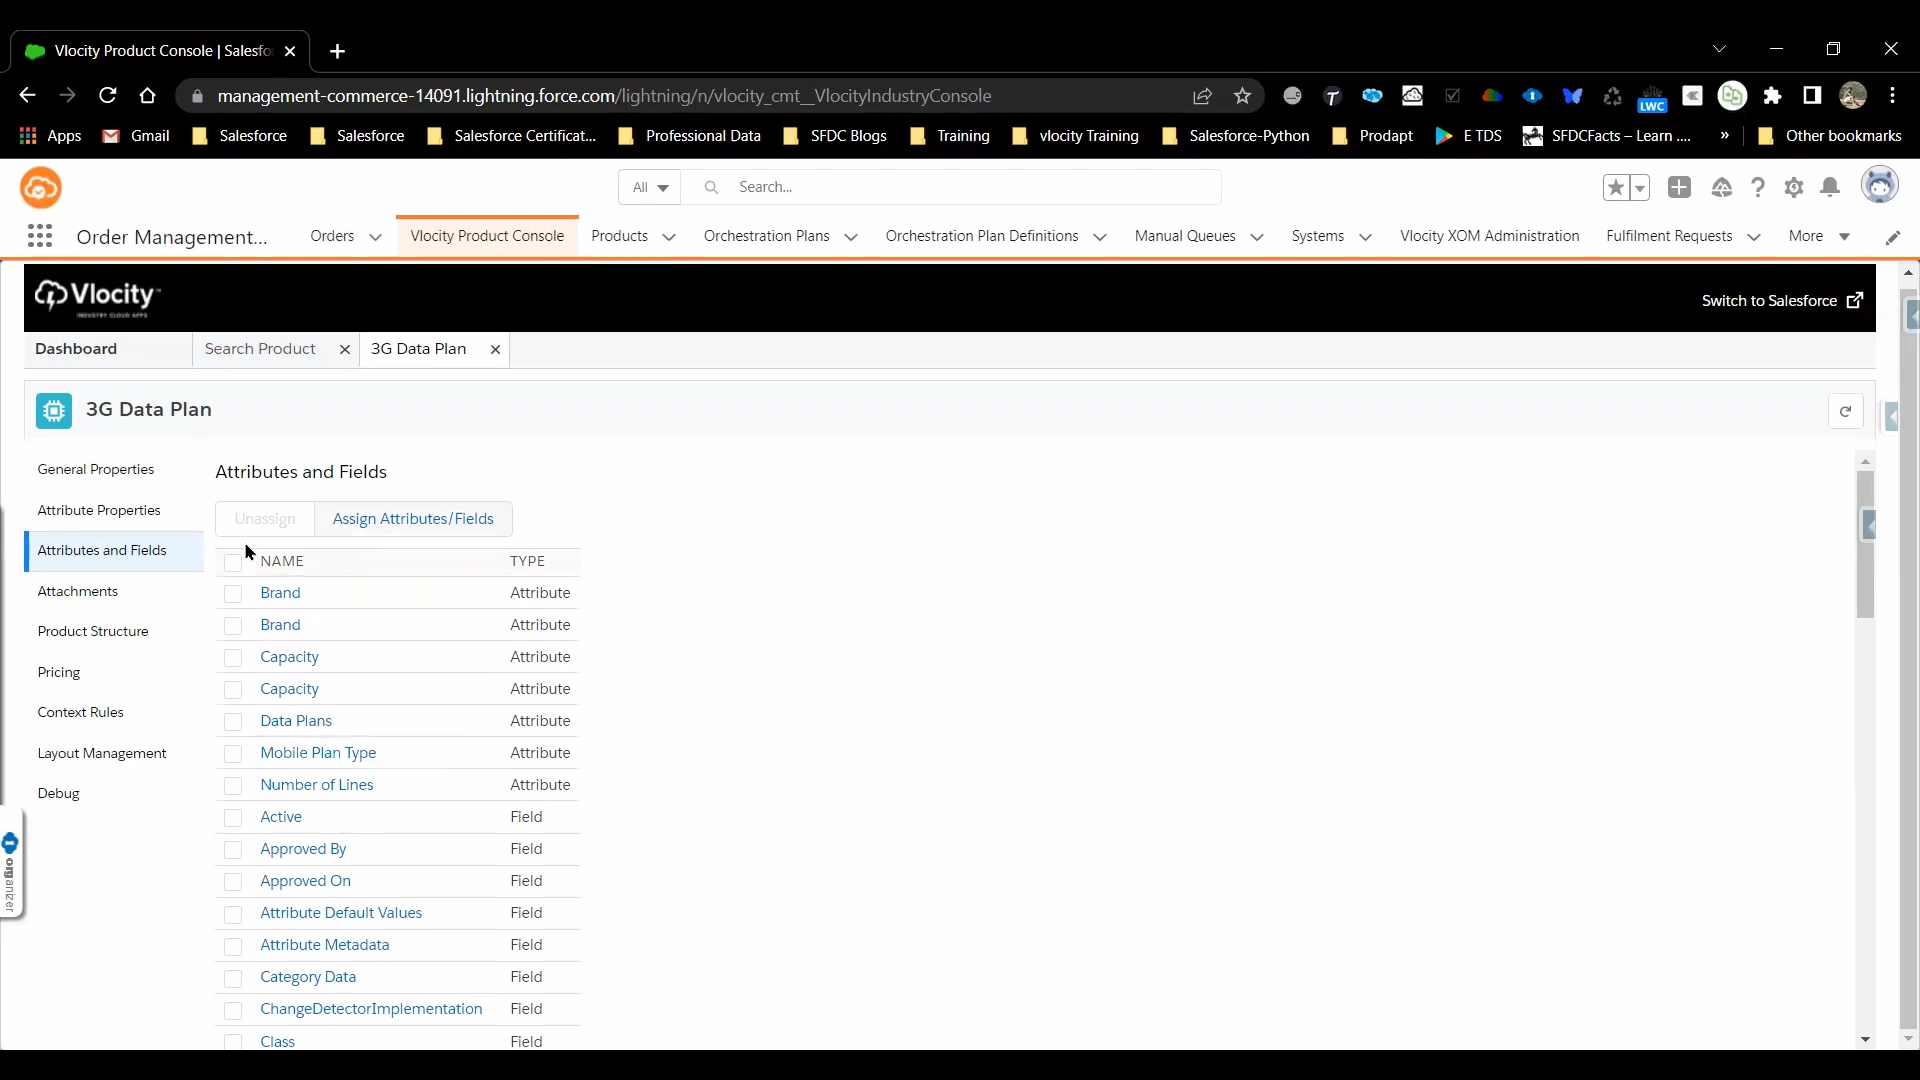 Vlocity Product Console | Salesfo
management-commerce-14091.lightning.force.com/lightning/n/vlocity_cmt__VlocityIndustryConsole
LWC
Apps Gmail Salesforce Salesforce Salesforce Certificat... Professional Data SFDC Blogs Training vlocity Training Salesforce-Python Prodapt E TDS SFDCFacts – Learn .... » Other bookmarks
All Search...
Order Management... Orders Vlocity Product Console Products Orchestration Plans Orchestration Plan Definitions Manual Queues Systems Vlocity XOM Administration Fulfilment Requests More
Vlocity
INDUSTRY CLOUD APPS
Switch to Salesforce
Dashboard Search Product 3G Data Plan
3G Data Plan
General Properties
Attribute Properties
Attributes and Fields
Attachments
Product Structure
Pricing
Context Rules
Layout Management
Debug
organizer
Attributes and Fields
Unassign Assign Attributes/Fields
NAME TYPE
Brand Attribute
Brand Attribute
Capacity Attribute
Capacity Attribute
Data Plans Attribute
Mobile Plan Type Attribute
Number of Lines Attribute
Active Field
Approved By Field
Approved On Field
Attribute Default Values Field
Attribute Metadata Field
Category Data Field
ChangeDetectorImplementation Field
Class Field